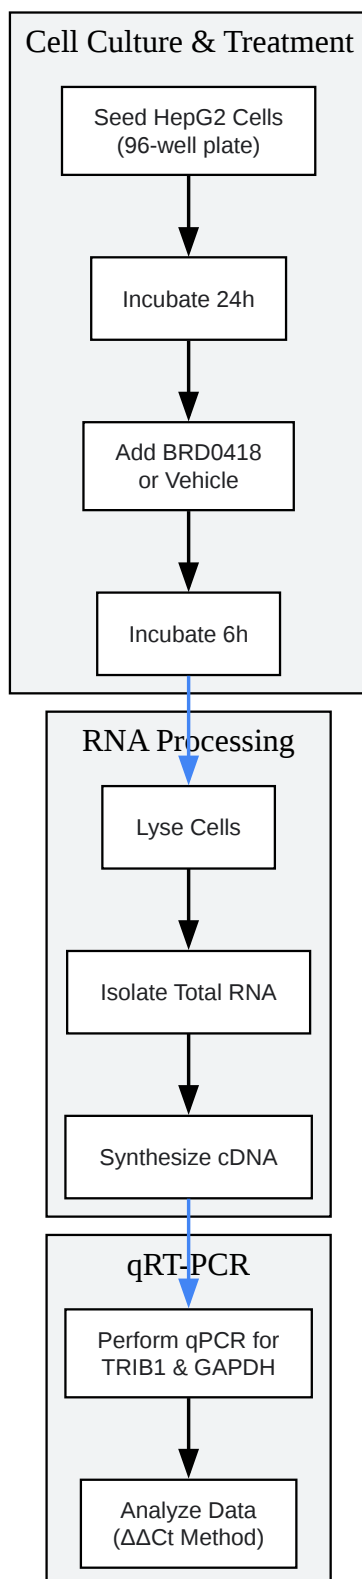 Cell Culture & Treatment
Seed HepG2 Cells
(96-well plate)
Incubate 24h
Add BRD0418
or Vehicle
Incubate 6h
RNA Processing
Lyse Cells
Isolate Total RNA
Synthesize cDNA
qRT-PCR
Perform qPCR for
TRIB1 & GAPDH
Analyze Data
(ΔΔCt Method)